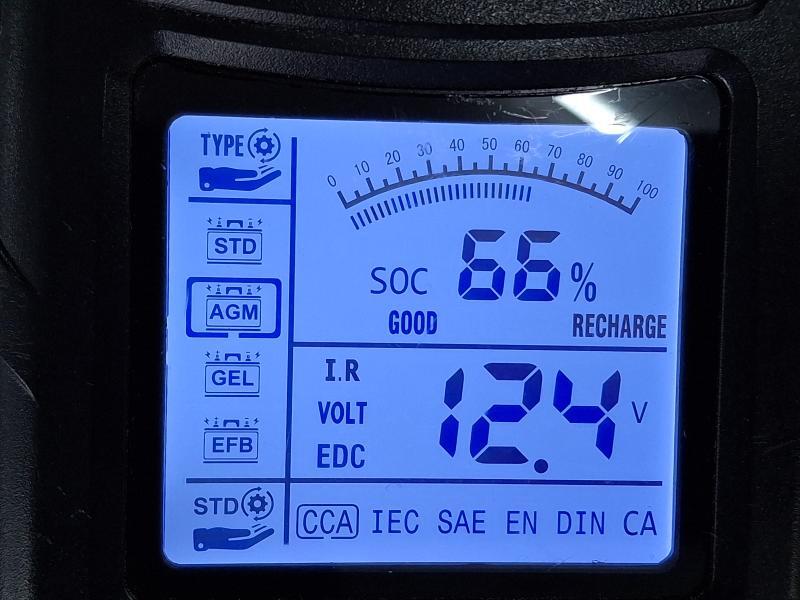 TYPE
0 10 20 30 40 50 60 70 80 90 100
STD
AGM
GEL
EFB
STD
SOC 66 %
GOOD RECHARGE
I.R
VOLT
EDC
12.4 V
CCA IEC SAE EN DIN CA